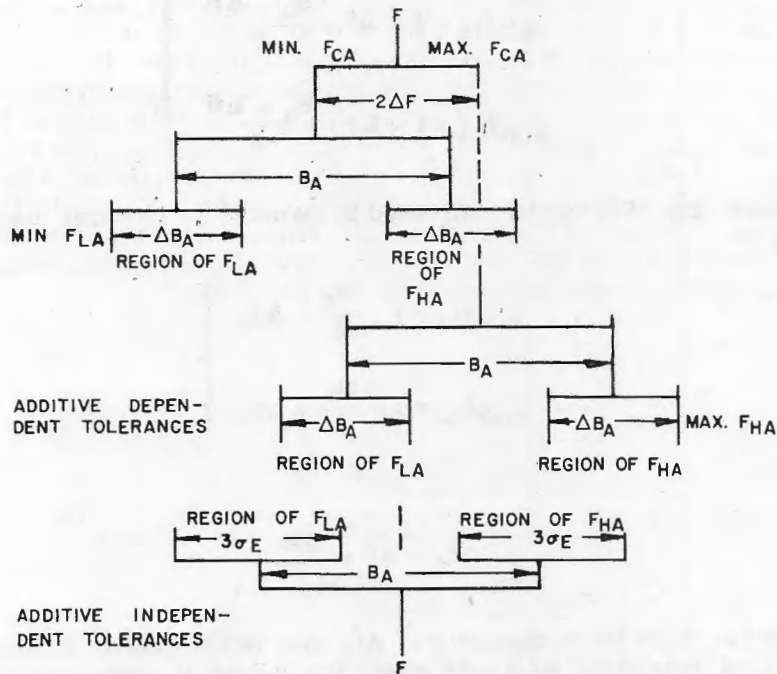 F
MIN. F_CA MAX. F_CA
2ΔF
B_A
MIN F_LA ΔB_A ΔB_A
REGION OF F_LA REGION
OF
F_HA
B_A
ADDITIVE DEPEN-
DENT TOLERANCES
ΔB_A ΔB_A MAX. F_HA
REGION OF F_LA REGION OF F_HA
REGION OF F_LA REGION OF F_HA
3σ_E 3σ_E
B_A
ADDITIVE INDEPEN-
DENT TOLERANCES
F